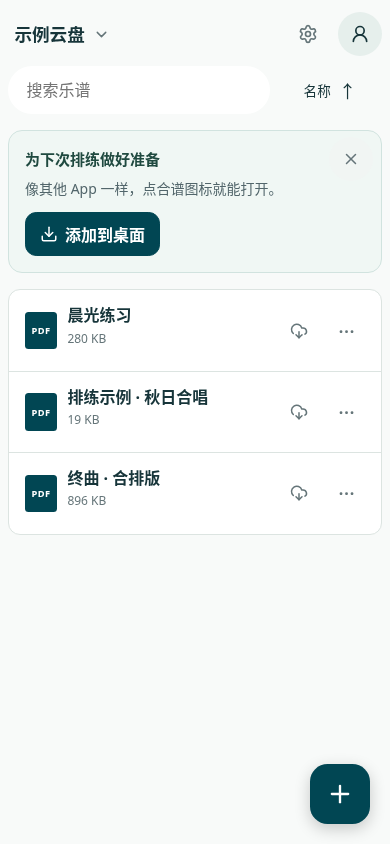 示例云盘
搜索乐谱
名称
为下次排练做好准备
像其他 App 一样，点合谱图标就能打开。
添加到桌面
PDF
晨光练习
280 KB
PDF
排练示例 · 秋日合唱
19 KB
PDF
终曲 · 合排版
896 KB